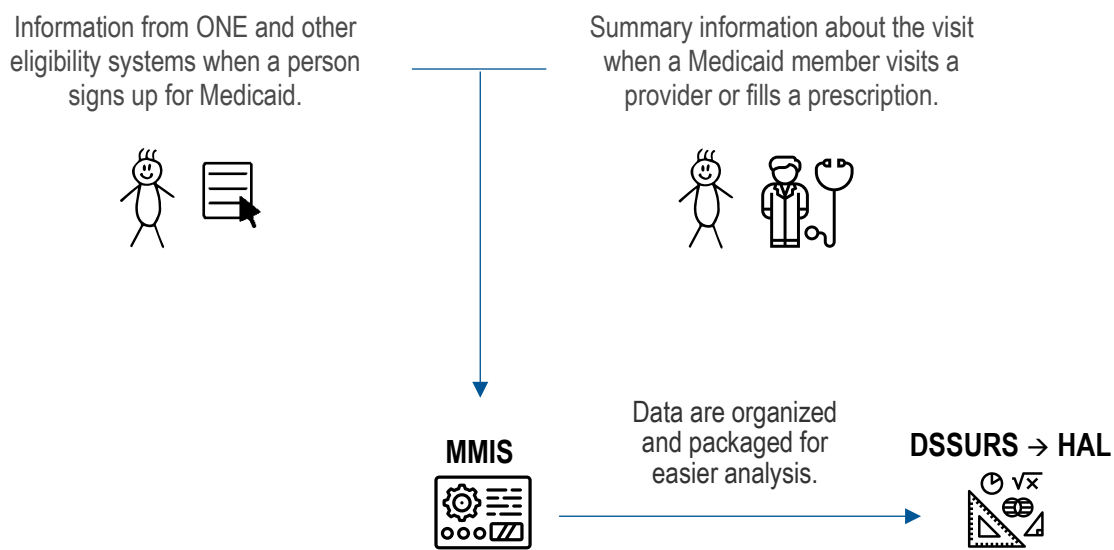 Information from ONE and other
eligibility systems when a person
signs up for Medicaid.
Summary information about the visit
when a Medicaid member visits a
provider or fills a prescription.
MMIS
Data are organized
and packaged for
easier analysis.
DSSURS → HAL
√x